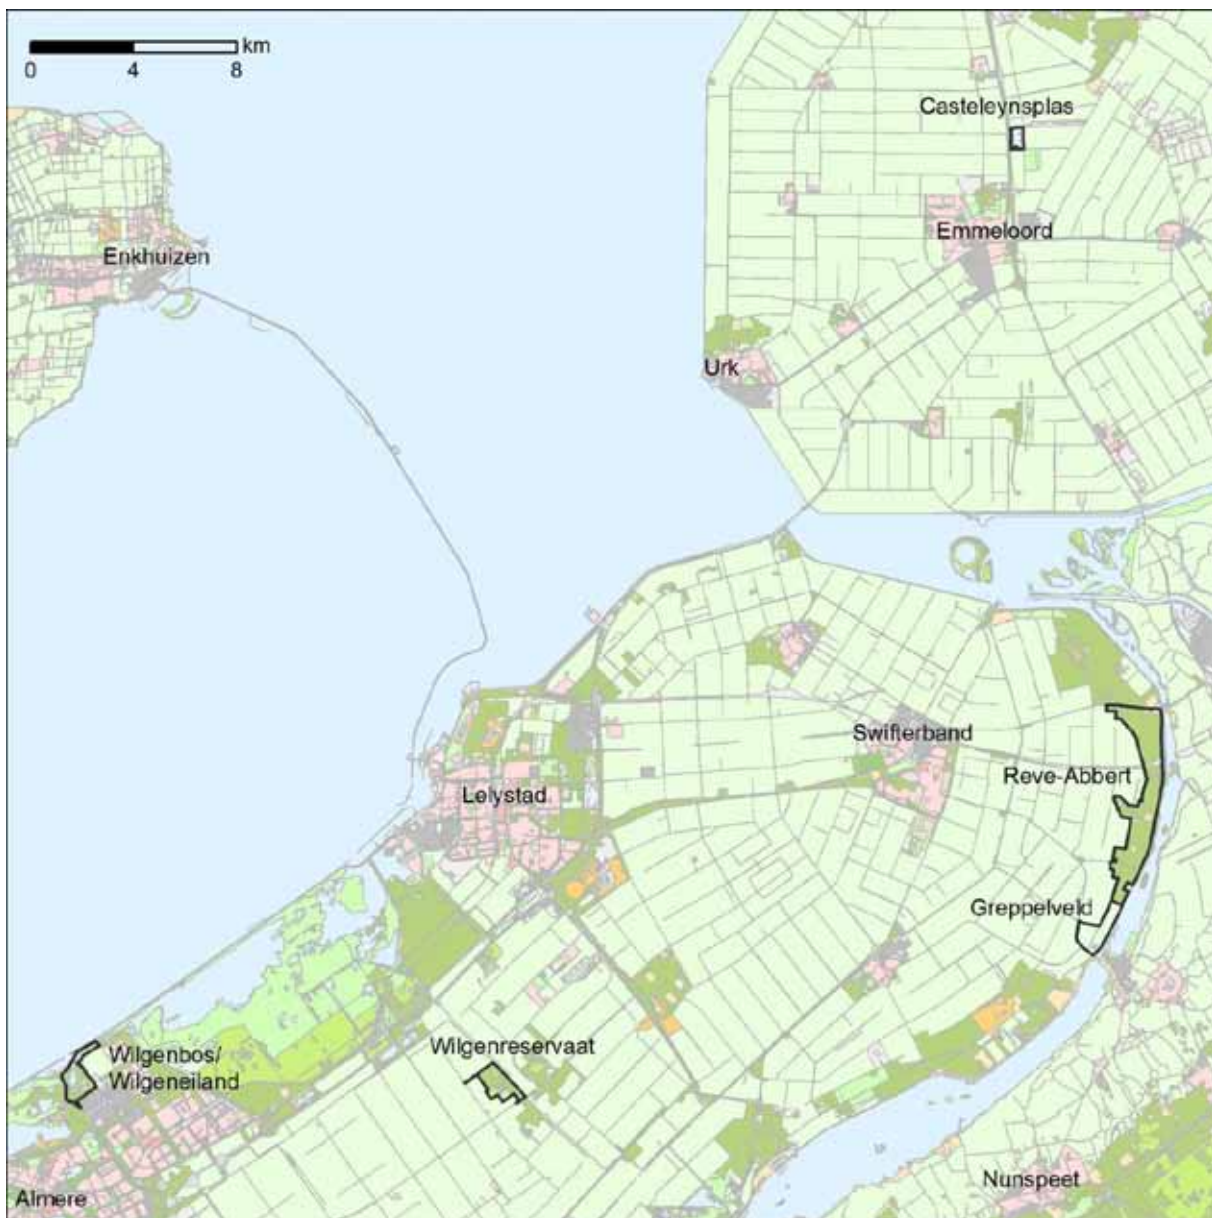 km
0 4 8
Casteleynsplas
Emmeloord
Enkhuizen
Urk
Swifterband
Reve-Abbert
Lelystad
Greppelveld
Wilgenreservaat
Wilgenbos/
Wilgeneiland
Nunspeet
Almere